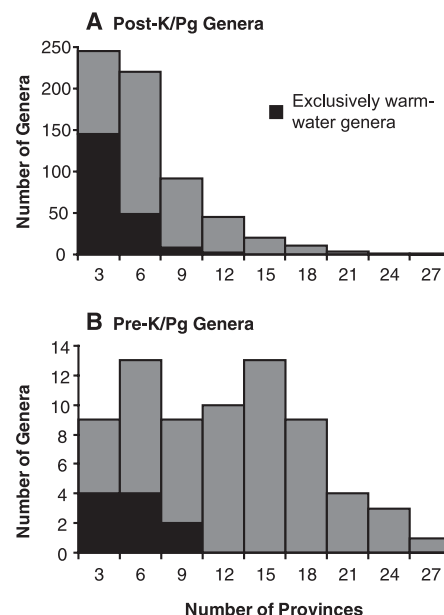 A Post-K/Pg Genera
250
200
150
100
50
0
Number of Genera
Exclusively warm-
water genera
3 6 9 12 15 18 21 24 27
B Pre-K/Pg Genera
14
12
10
8
6
4
2
0
Number of Genera
3 6 9 12 15 18 21 24 27
Number of Provinces